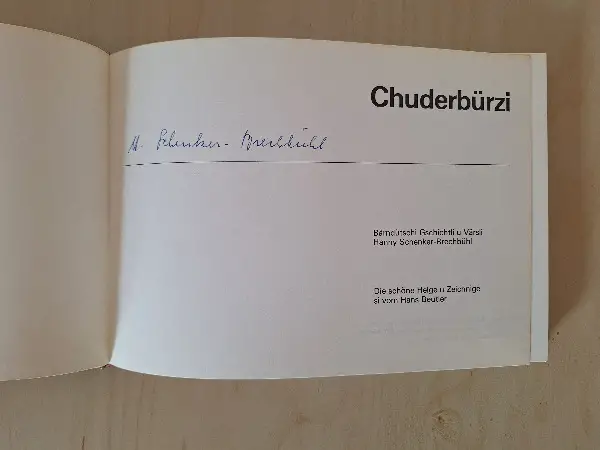 Chuderbürzi
H. Schenker-Brechbühl
Bärndütschi Gschichtli u Värsli
Hanny Schenker-Brechbühl
Die schöne Helge u Zeichnige
si vom Hans Beutler